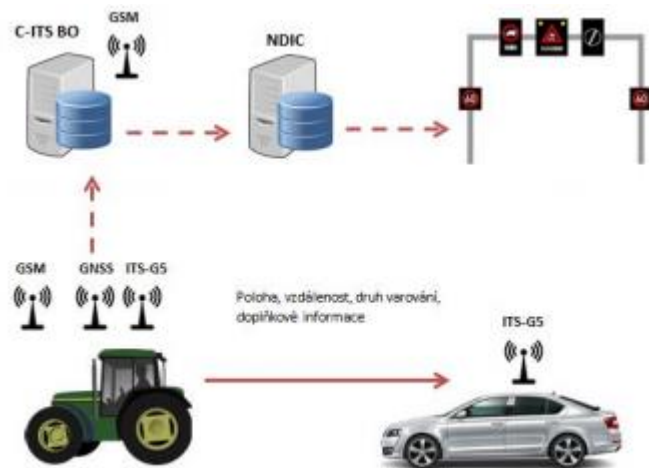 GSM
C-ITS BO
NDIC
GSM
GNSS
ITS-G5
Poloha, vzdálenost, druh varování,
doplňkové informace
ITS-G5